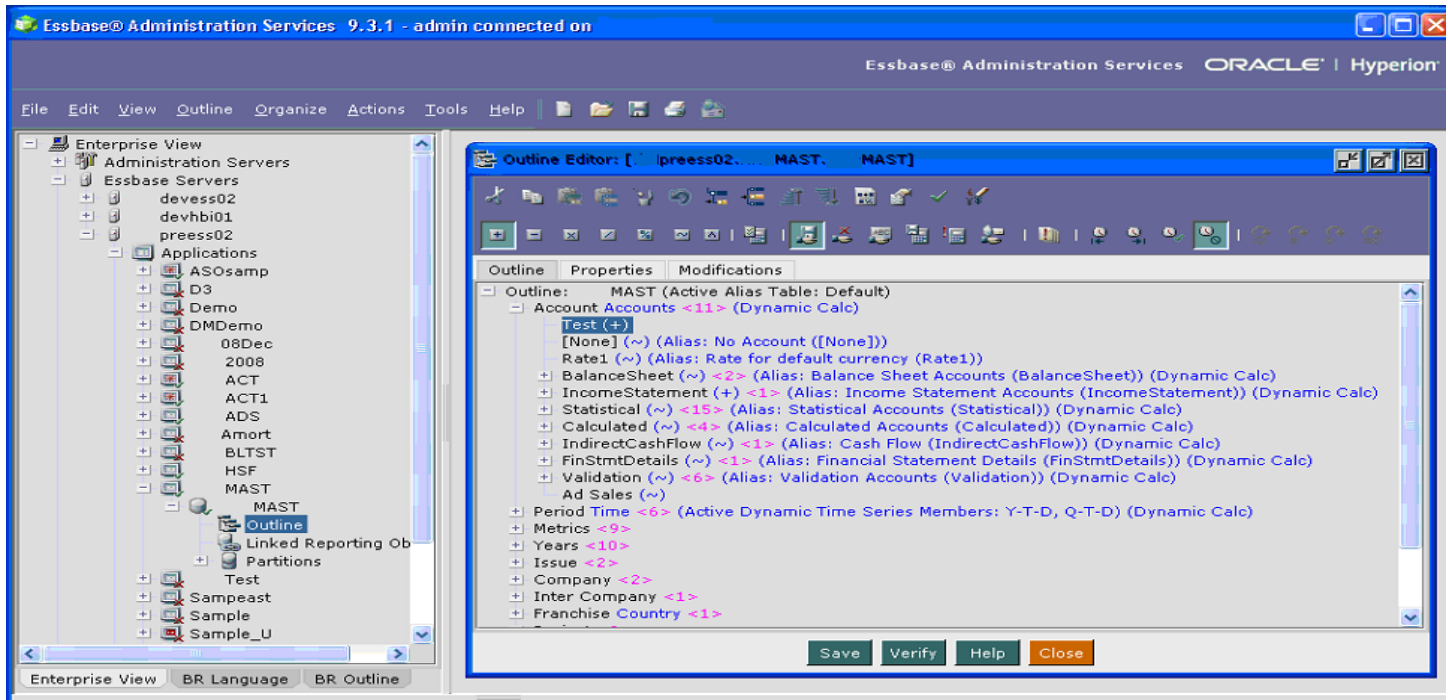 Essbase® Administration Services 9.3.1 - admin connected on
Essbase® Administration Services ORACLE® | Hyperion
File Edit View Outline Organize Actions Tools Help
Enterprise View
Administration Servers
Essbase Servers
devess02
devhbi01
preess02
Applications
ASOsamp
D3
Demo
DMDemo
08Dec
2008
ACT
ACT1
ADS
Amort
BLTST
HSF
MAST
MAST
Outline
Linked Reporting Ob
Partitions
Test
Sampeast
Sample
Sample_U
Enterprise View BR Language BR Outline
Outline Editor: [ preess02..... MAST. MAST]
Outline Properties Modifications
Outline: MAST (Active Alias Table: Default)
Account Accounts <11> (Dynamic Calc)
Test (+)
[None] (~) (Alias: No Account ([None]))
Rate1 (~) (Alias: Rate for default currency (Rate1))
BalanceSheet (~) <2> (Alias: Balance Sheet Accounts (BalanceSheet)) (Dynamic Calc)
IncomeStatement (+) <1> (Alias: Income Statement Accounts (IncomeStatement)) (Dynamic Calc)
Statistical (~) <15> (Alias: Statistical Accounts (Statistical)) (Dynamic Calc)
Calculated (~) <4> (Alias: Calculated Accounts (Calculated)) (Dynamic Calc)
IndirectCashFlow (~) <1> (Alias: Cash Flow (IndirectCashFlow)) (Dynamic Calc)
FinStmtDetails (~) <1> (Alias: Financial Statement Details (FinStmtDetails)) (Dynamic Calc)
Validation (~) <6> (Alias: Validation Accounts (Validation)) (Dynamic Calc)
Ad Sales (~)
Period Time <6> (Active Dynamic Time Series Members: Y-T-D, Q-T-D) (Dynamic Calc)
Metrics <9>
Years <10>
Issue <2>
Company <2>
Inter Company <1>
Franchise Country <1>
Save Verify Help Close